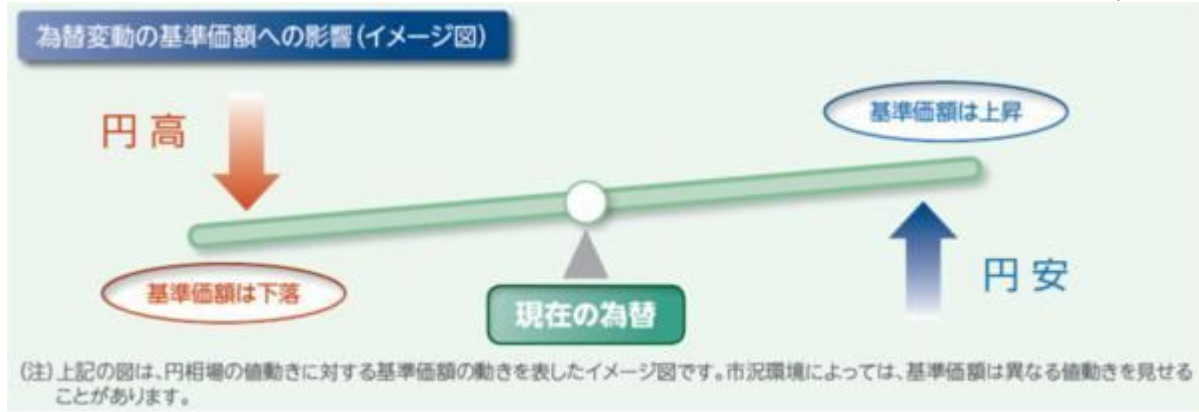 為替変動の基準価額への影響(イメージ図)
円高
基準価額は上昇
基準価額は下落
円安
現在の為替
(注)上記の図は、円相場の値動きに対する基準価額の動きを表したイメージ図です。市況環境によっては、基準価額は異なる値動きを見せる
ことがあります。